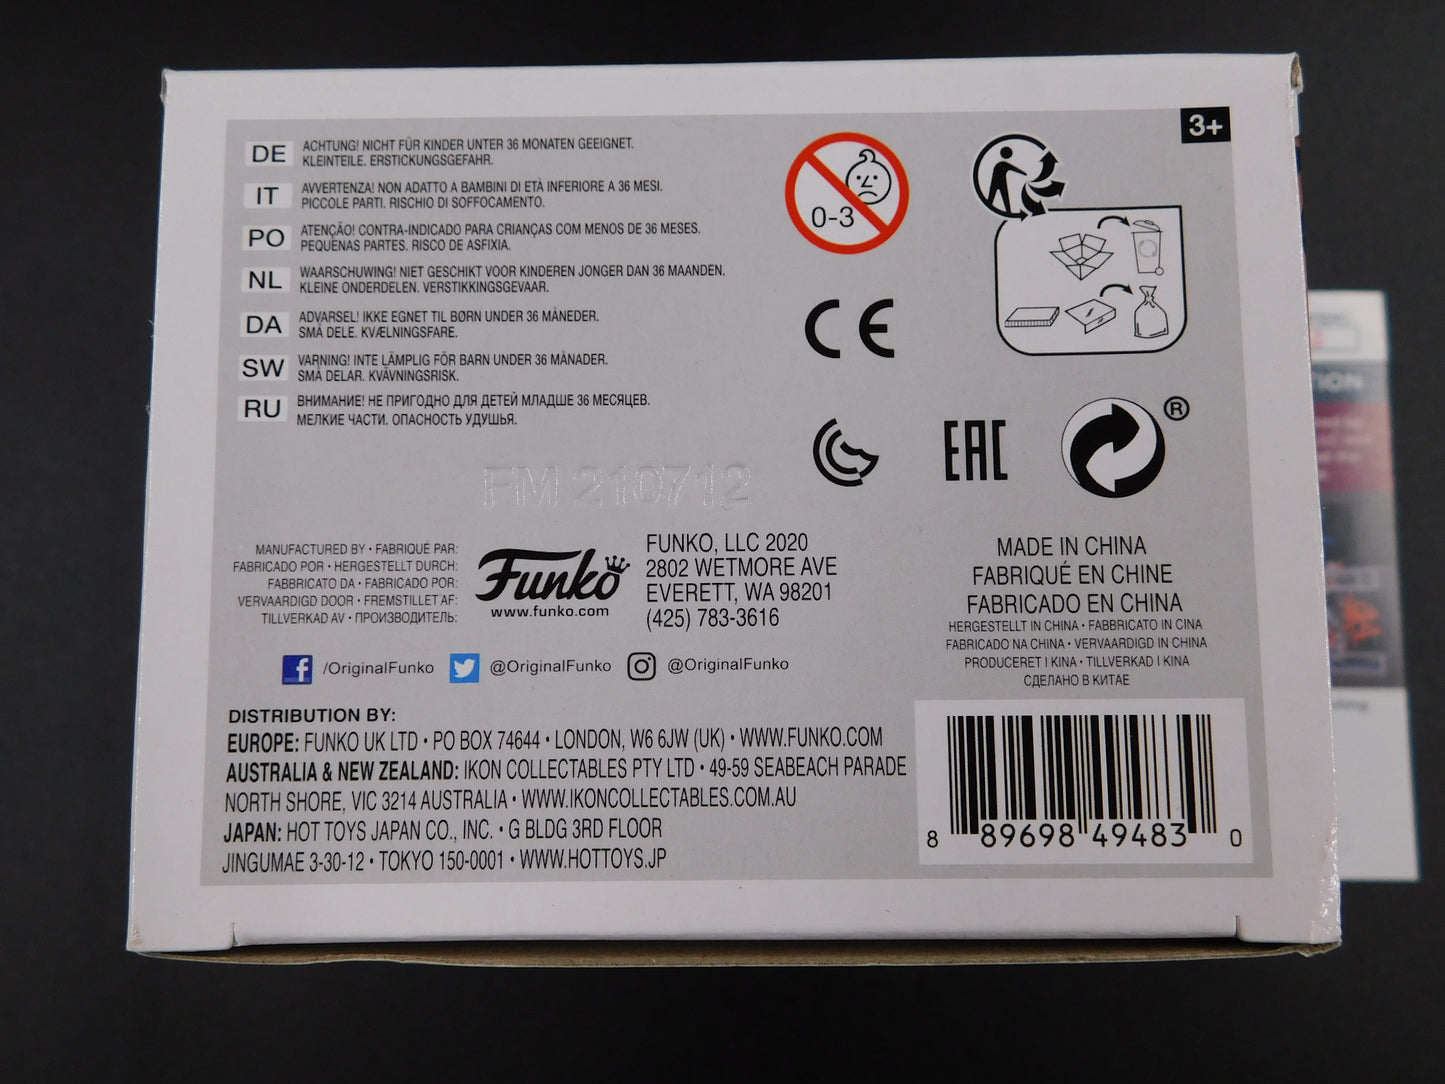 3+
DE ACHTUNG! NICHT FÜR KINDER UNTER 36 MONATEN GEEIGNET.
KLEINTEILE. ERSTICKUNGSGEFAHR.
IT AVVERTENZA! NON ADATTO A BAMBINI DI ETÀ INFERIORE A 36 MESI.
PICCOLE PARTI. RISCHIO DI SOFFOCAMENTO.
PO ATENÇÃO! CONTRA-INDICADO PARA CRIANÇAS COM MENOS DE 36 MESES.
PEQUENAS PARTES. RISCO DE ASFIXIA.
NL WAARSCHUWING! NIET GESCHIKT VOOR KINDEREN JONGER DAN 36 MAANDEN.
KLEINE ONDERDELEN. VERSTIKKINGSGEVAAR.
DA ADVARSEL! IKKE EGNET TIL BØRN UNDER 36 MÅNEDER.
SMÅ DELE. KVÆLNINGSFARE.
SW VARNING! INTE LÄMPLIG FÖR BARN UNDER 36 MÅNADER.
SMÅ DELAR. KVÄVNINGSRISK.
RU ВНИМАНИЕ! НЕ ПРИГОДНО ДЛЯ ДЕТЕЙ МЛАДШЕ 36 МЕСЯЦЕВ.
МЕЛКИЕ ЧАСТИ. ОПАСНОСТЬ УДУШЬЯ.
0-3
CE
EAC
®
FM 210712
MANUFACTURED BY • FABRIQUÉ PAR:
FABRICADO POR • HERGESTELLT DURCH:
FABBRICATO DA • FABRICADO POR:
VERVAARDIGD DOOR • FREMSTILLET AF:
TILLVERKAD AV • ПРОИЗВОДИТЕЛЬ:
Funko
www.funko.com
FUNKO, LLC 2020
2802 WETMORE AVE
EVERETT, WA 98201
(425) 783-3616
MADE IN CHINA
FABRIQUÉ EN CHINE
FABRICADO EN CHINA
HERGESTELLT IN CHINA • FABBRICATO IN CINA
FABRICADO NA CHINA • VERVAARDIGD IN CHINA
PRODUCERET I KINA • TILLVERKAD I KINA
СДЕЛАНО В КИТАЕ
/OriginalFunko @OriginalFunko @OriginalFunko
DISTRIBUTION BY:
EUROPE: FUNKO UK LTD • PO BOX 74644 • LONDON, W6 6JW (UK) • WWW.FUNKO.COM
AUSTRALIA & NEW ZEALAND: IKON COLLECTABLES PTY LTD • 49-59 SEABEACH PARADE
NORTH SHORE, VIC 3214 AUSTRALIA • WWW.IKONCOLLECTABLES.COM.AU
JAPAN: HOT TOYS JAPAN CO., INC. • G BLDG 3RD FLOOR
JINGUMAE 3-30-12 • TOKYO 150-0001 • WWW.HOTTOYS.JP
8 89698 49483 0